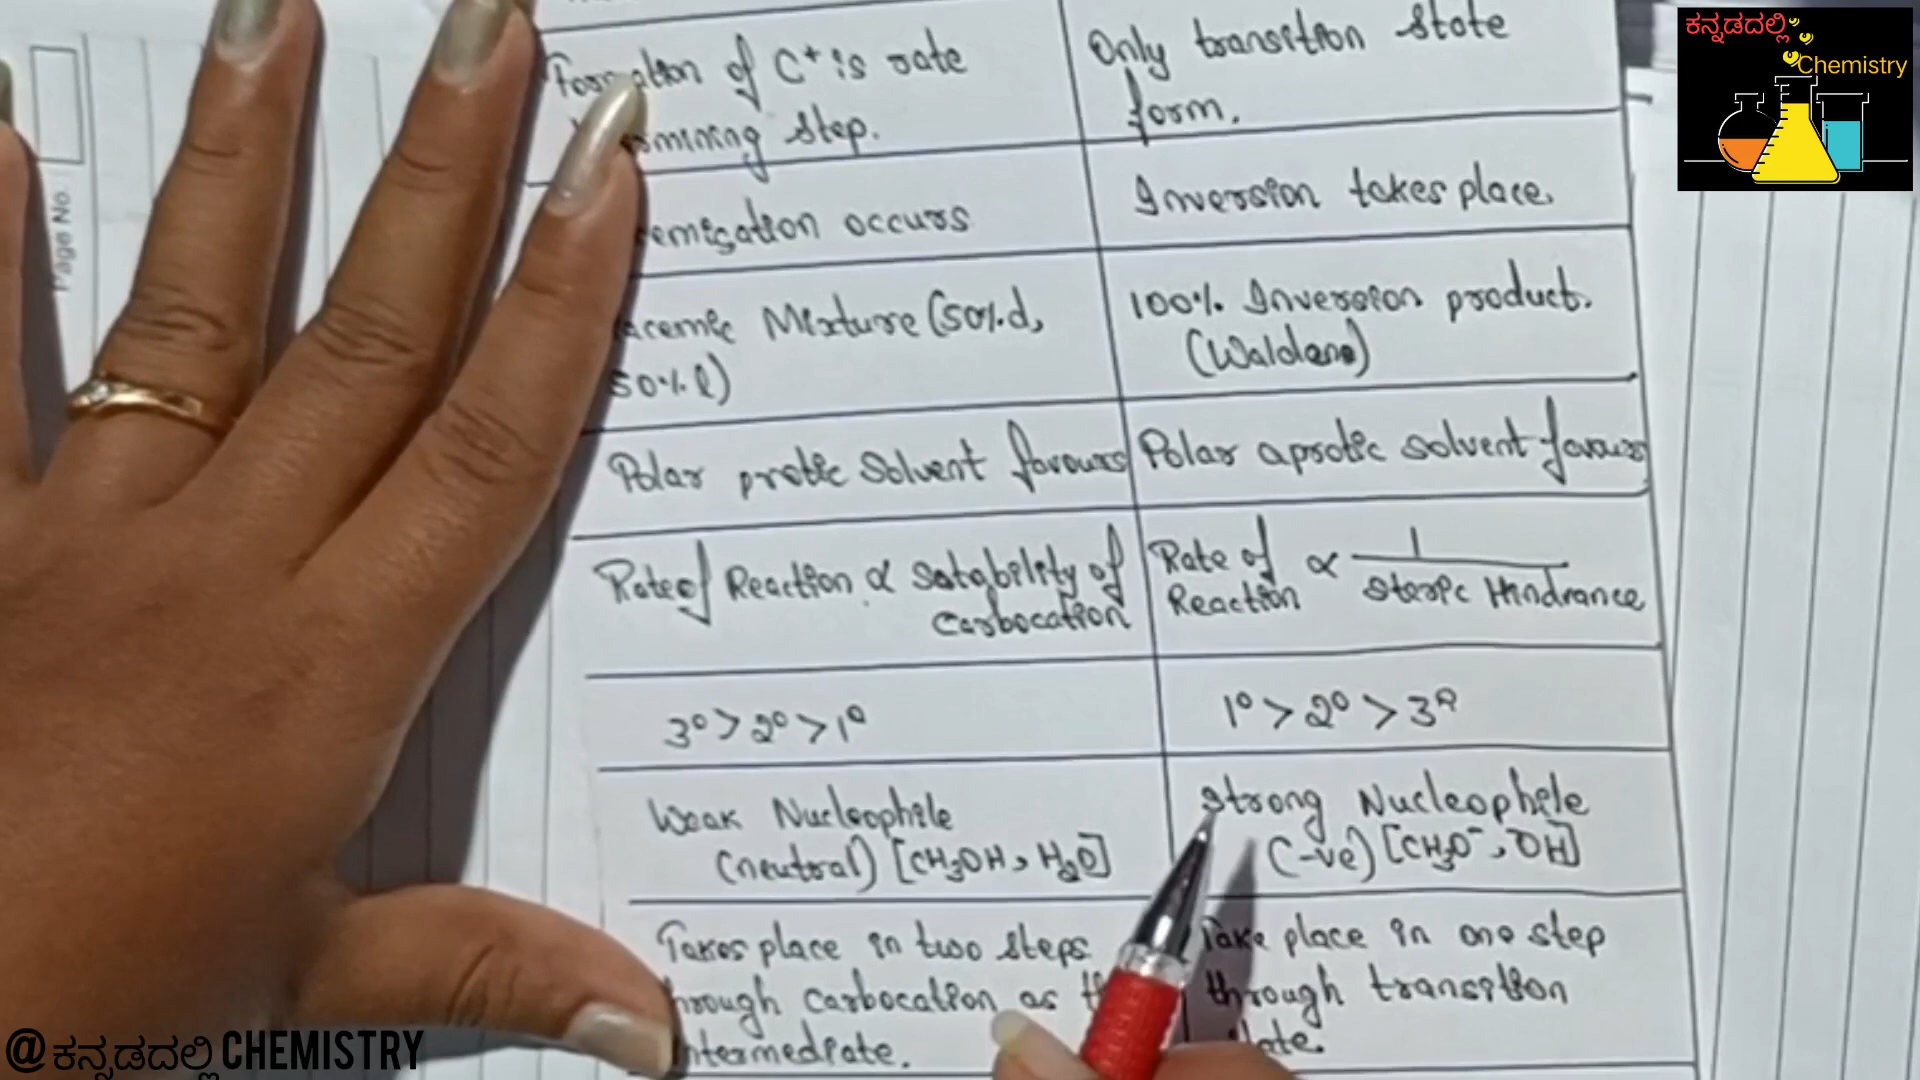 ಕನ್ನಡದಲ್ಲಿ
Chemistry
Page No
of C⁺ is rate
step.
Only transition state
form.
occurs
Inversion takes place.
Mixture (50% d,
50% l)
100% Inversion product.
Polar protic solvent favours
Polar aprotic solvent favours
Rate of Reaction ∝ Satability of
carbocation
Rate of ∝ 1
Reaction Steric Hindrance
3° > 2° > 1°
1° > 2° > 3°
Weak Nucleophile
(neutral) [CH₃OH, H₂O]
Strong Nucleophile
(-ve) [CH₃O⁻, ⁻OH]
Takes place in two steps
carbocation as
Take place in one step
through transition
@ಕನ್ನಡದಲ್ಲಿ CHEMISTRY